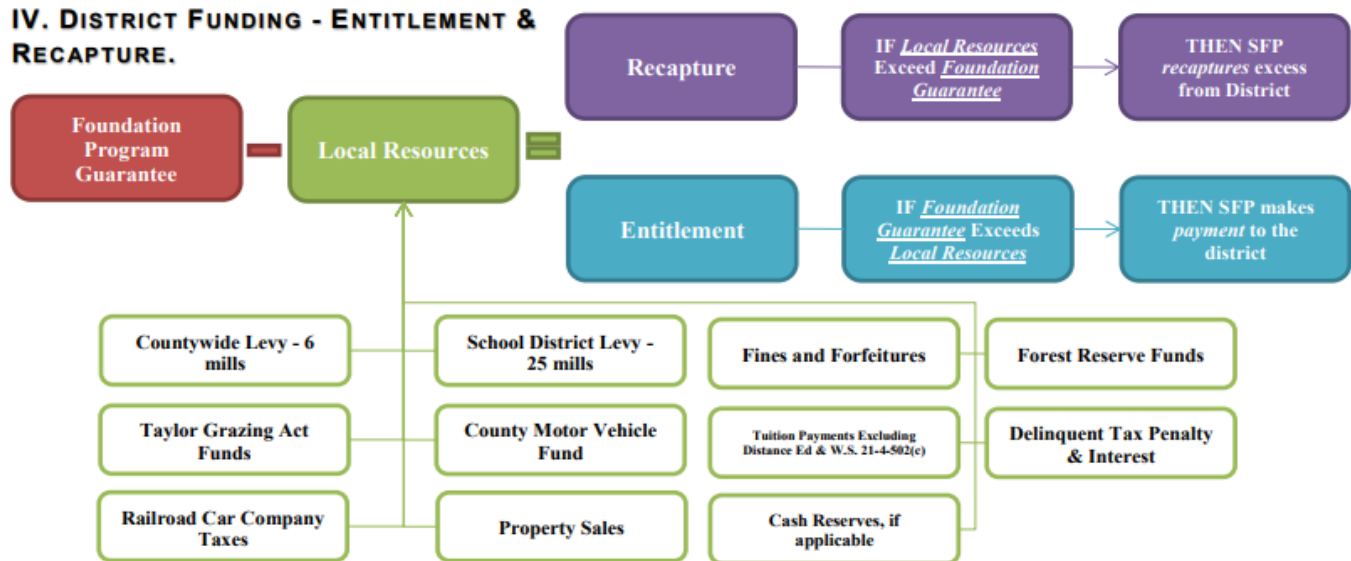 IV. DISTRICT FUNDING - ENTITLEMENT &
RECAPTURE.
Foundation
Program
Guarantee
Local Resources
Recapture
IF Local Resources
Exceed Foundation
Guarantee
THEN SFP
recaptures excess
from District
Entitlement
IF Foundation
Guarantee Exceeds
Local Resources
THEN SFP makes
payment to the
district
Countywide Levy - 6
mills
School District Levy -
25 mills
Fines and Forfeitures
Forest Reserve Funds
Taylor Grazing Act
Funds
County Motor Vehicle
Fund
Tuition Payments Excluding
Distance Ed & W.S. 21-4-502(c)
Delinquent Tax Penalty
& Interest
Railroad Car Company
Taxes
Property Sales
Cash Reserves, if
applicable